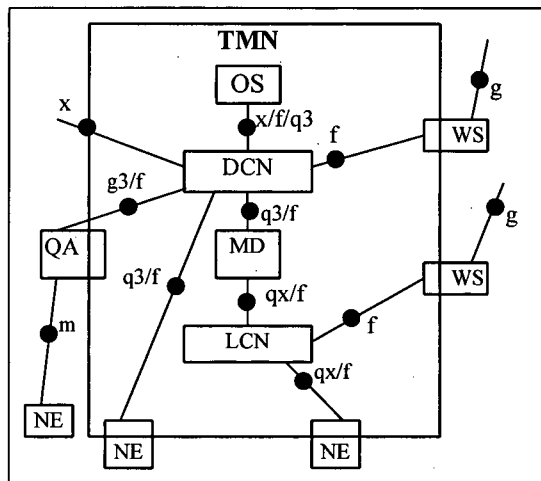 TMN
OS
g
x
x/f/q3
f
WS
DCN
g3/f
q3/f
g
QA
MD
q3/f
WS
qx/f
f
m
LCN
qx/f
NE
NE
NE